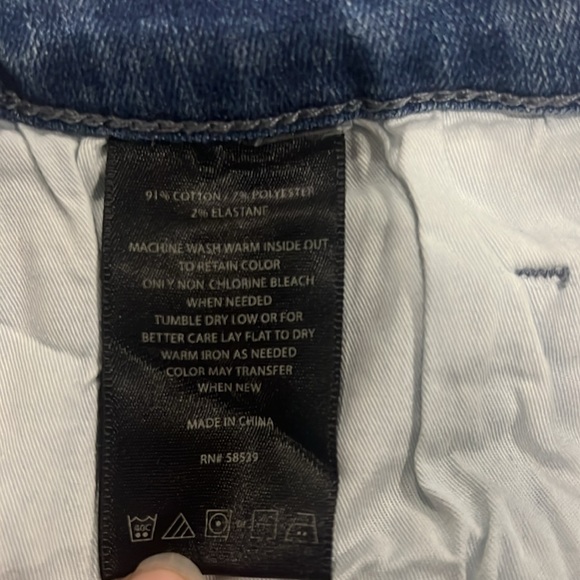 91% COTTON / 7% POLYESTER
2% ELASTANE
MACHINE WASH WARM INSIDE OUT
TO RETAIN COLOR
ONLY NON CHLORINE BLEACH
WHEN NEEDED
TUMBLE DRY LOW OR FOR
BETTER CARE LAY FLAT TO DRY
WARM IRON AS NEEDED
COLOR MAY TRANSFER
WHEN NEW
MADE IN CHINA
RN# 58539
40C or